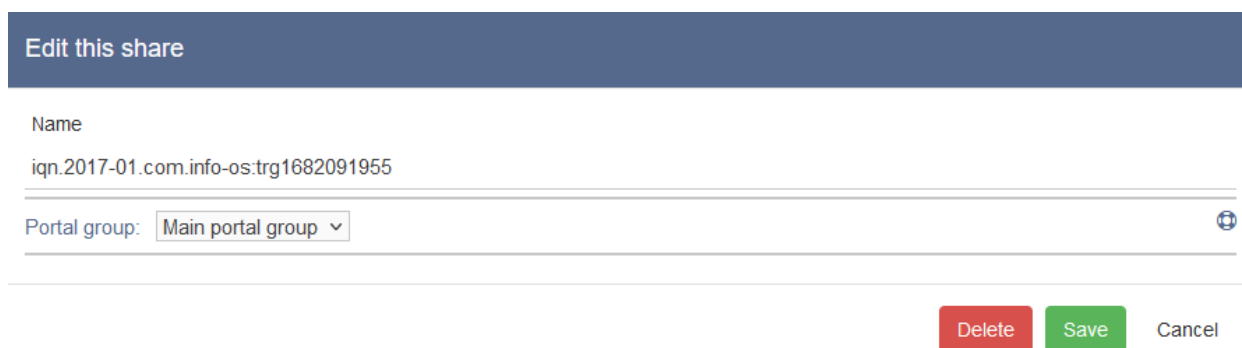 Edit this share
Name
iqn.2017-01.com.info-os:trg1682091955
Portal group: Main portal group
Delete Save Cancel